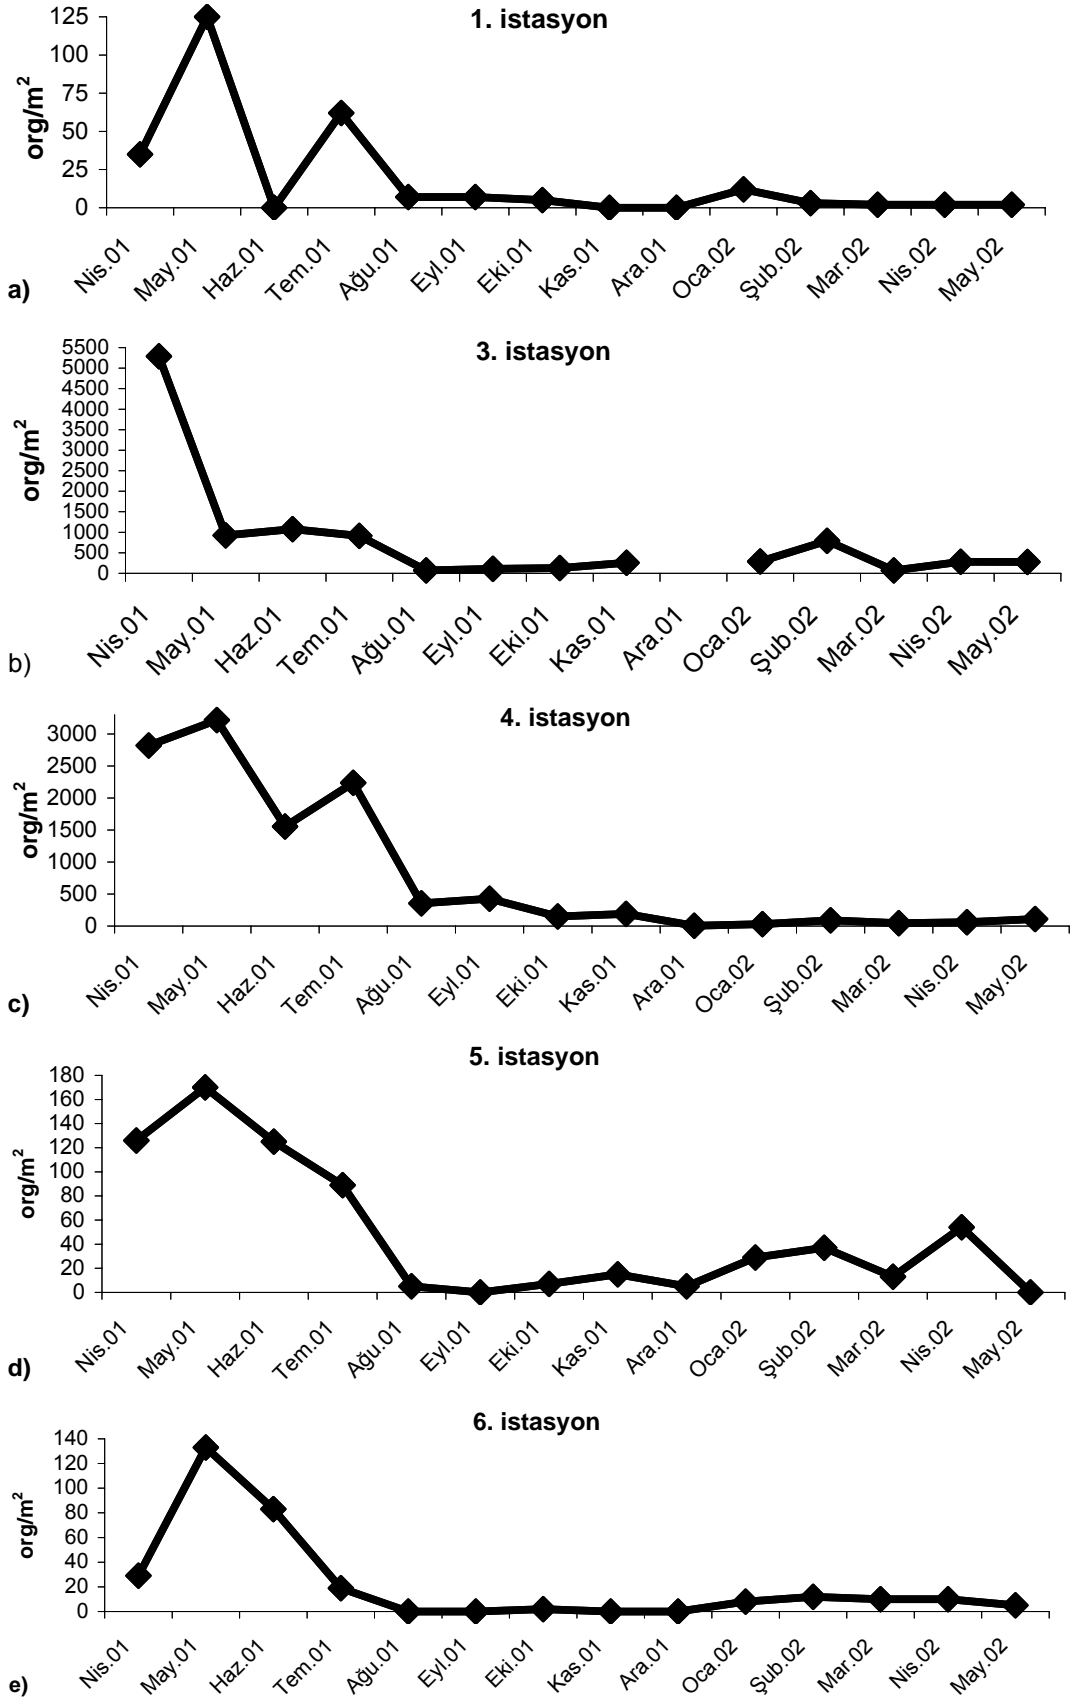 1. istasyon
125
100
75
50
25
0
org/m²
Nis.01 May.01 Haz.01 Tem.01 Ağu.01 Eyl.01 Eki.01 Kas.01 Ara.01 Oca.02 Şub.02 Mar.02 Nis.02 May.02
a)
3. istasyon
5500
5000
4500
4000
3500
3000
2500
2000
1500
1000
500
0
org/m²
Nis.01 May.01 Haz.01 Tem.01 Ağu.01 Eyl.01 Eki.01 Kas.01 Ara.01 Oca.02 Şub.02 Mar.02 Nis.02 May.02
b)
4. istasyon
3000
2500
2000
1500
1000
500
0
org/m²
Nis.01 May.01 Haz.01 Tem.01 Ağu.01 Eyl.01 Eki.01 Kas.01 Ara.01 Oca.02 Şub.02 Mar.02 Nis.02 May.02
c)
5. istasyon
180
160
140
120
100
80
60
40
20
0
org/m²
Nis.01 May.01 Haz.01 Tem.01 Ağu.01 Eyl.01 Eki.01 Kas.01 Ara.01 Oca.02 Şub.02 Mar.02 Nis.02 May.02
d)
6. istasyon
140
120
100
80
60
40
20
0
org/m²
Nis.01 May.01 Haz.01 Tem.01 Ağu.01 Eyl.01 Eki.01 Kas.01 Ara.01 Oca.02 Şub.02 Mar.02 Nis.02 May.02
e)